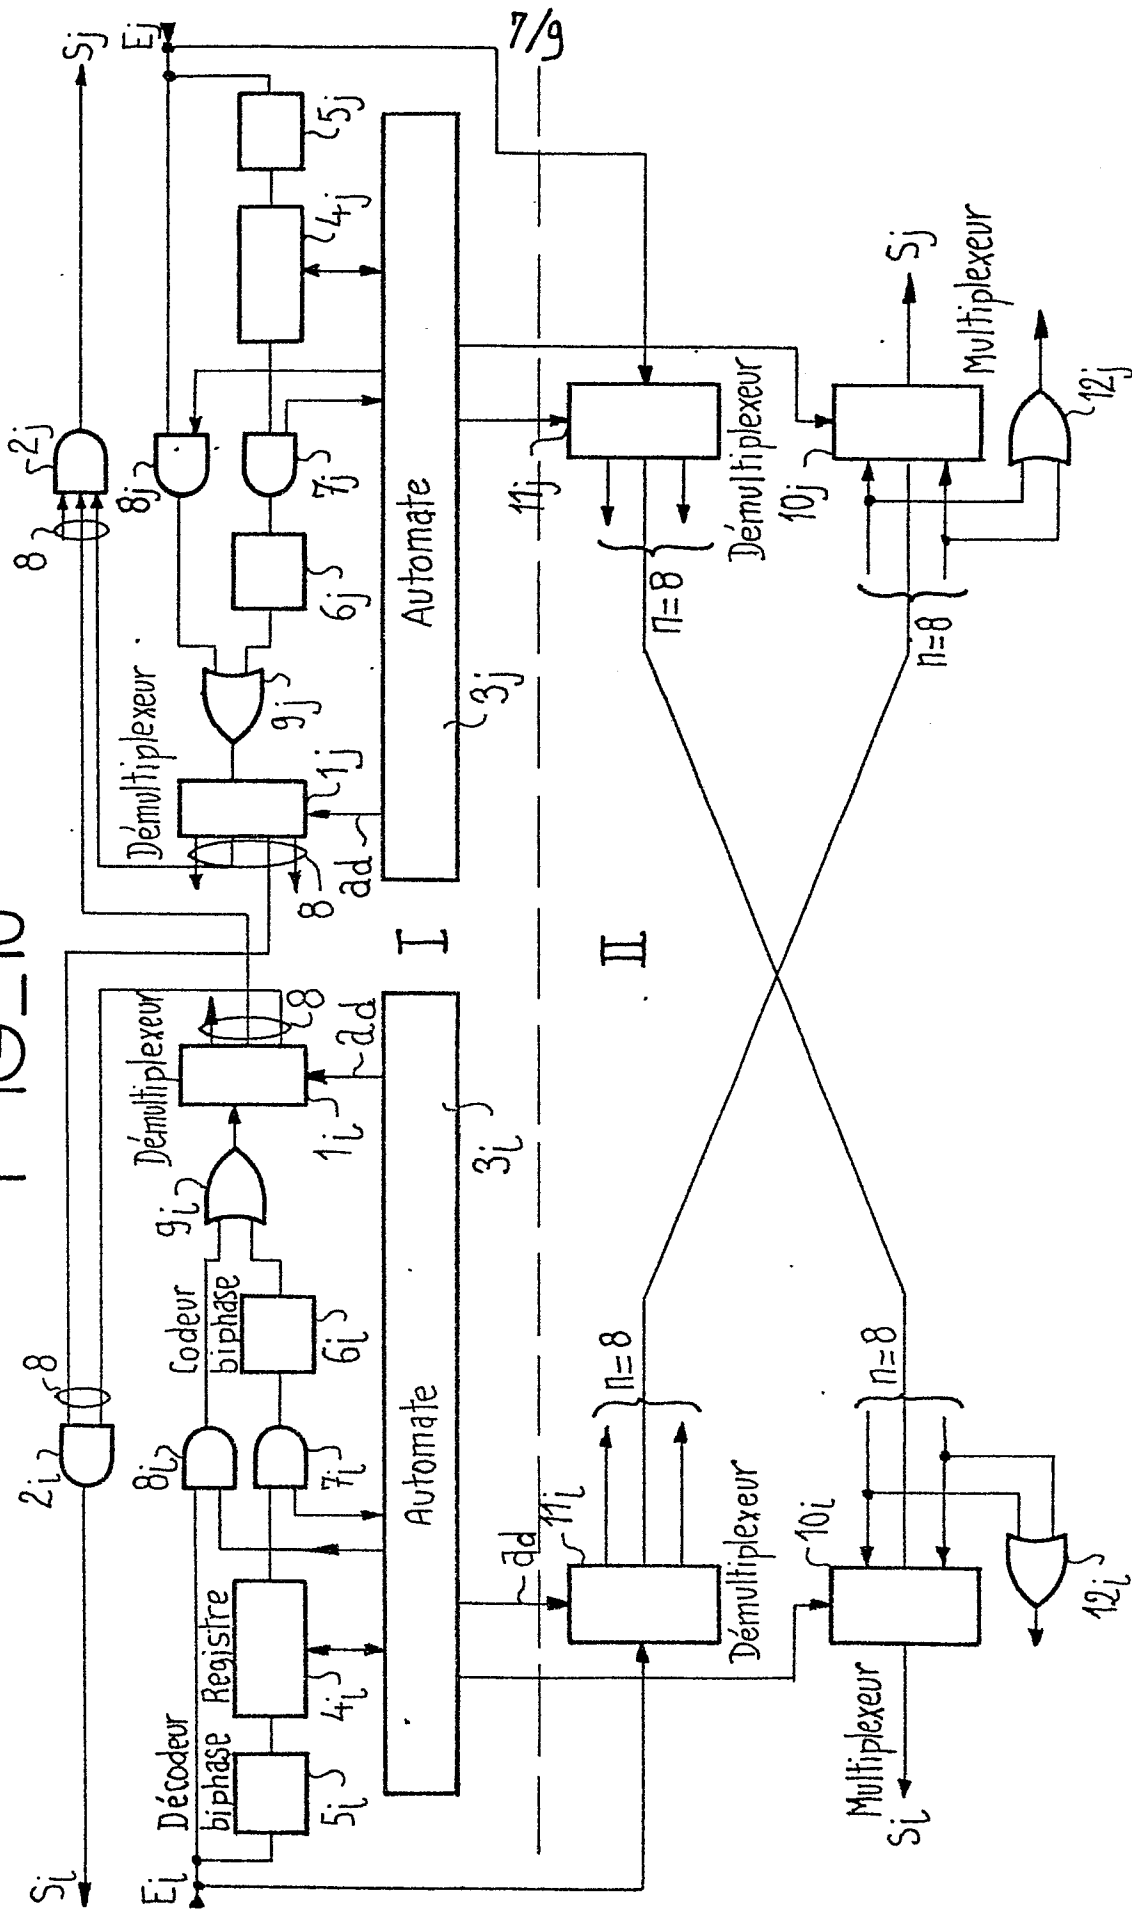 7/9
FIG_10
Si
Ei
Décodeur
biphase
5i
Registre
4i
2i
8
8i
7i
Codeur
biphase
6i
9i
Démultiplexeur
1i
8
ad
Automate
3i
I
Démultiplexeur
1j
8
ad
9j
6j
8j
7j
8
2j
4j
5j
Sj
Ej
Automate
3j
II
ad
11i
Démultiplexeur
n=8
10i
Multiplexeur
Si
n=8
12i
11j
Démultiplexeur
n=8
10j
n=8
Sj
Multiplexeur
12j